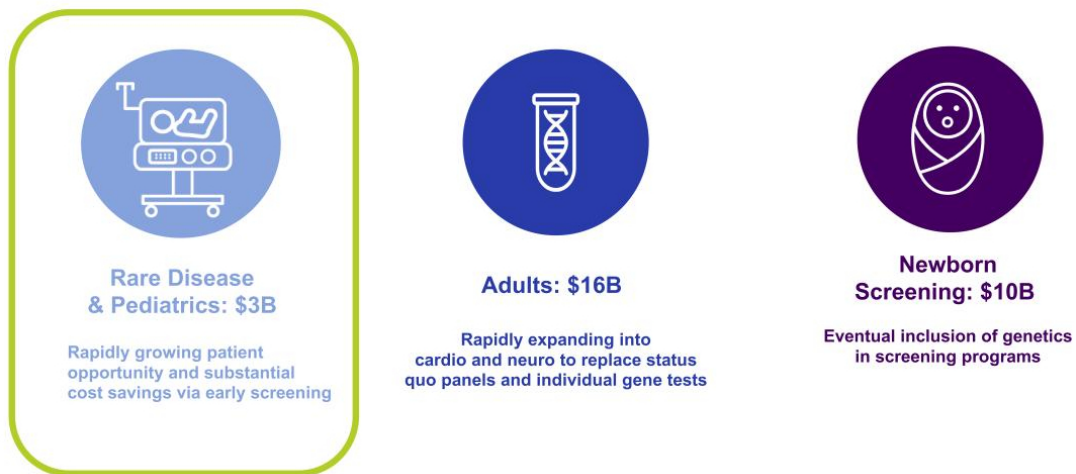 Rare Disease
& Pediatrics: $3B
Rapidly growing patient
opportunity and substantial
cost savings via early screening
Adults: $16B
Rapidly expanding into
cardio and neuro to replace status
quo panels and individual gene tests
Newborn
Screening: $10B
Eventual inclusion of genetics
in screening programs